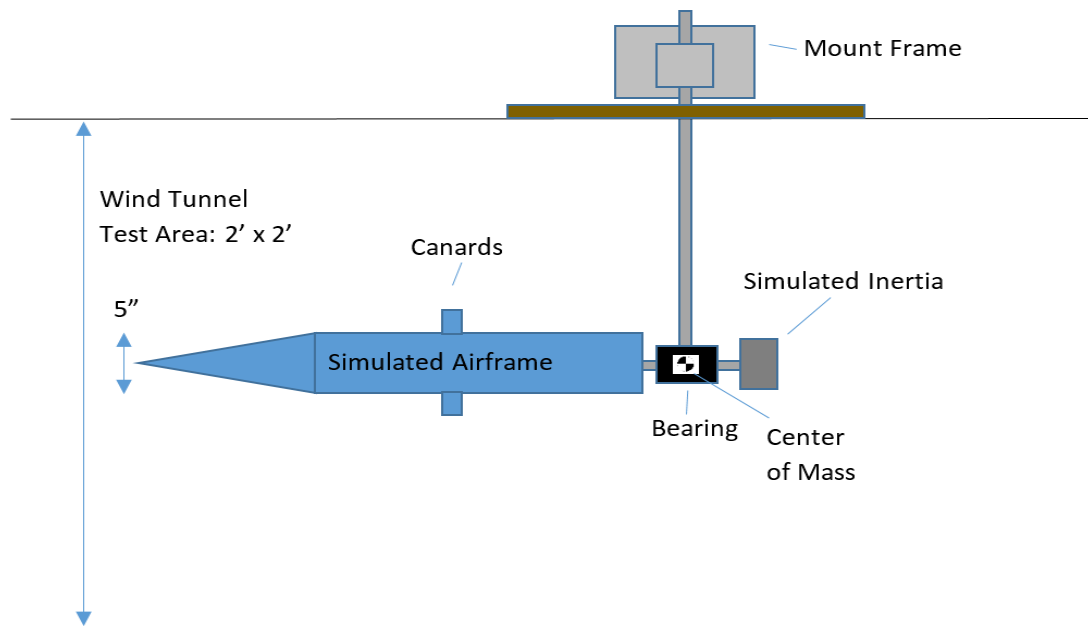 Mount Frame
Wind Tunnel
Test Area: 2’ x 2’
Canards
Simulated Inertia
5”
Simulated Airframe
Bearing
Center
of Mass